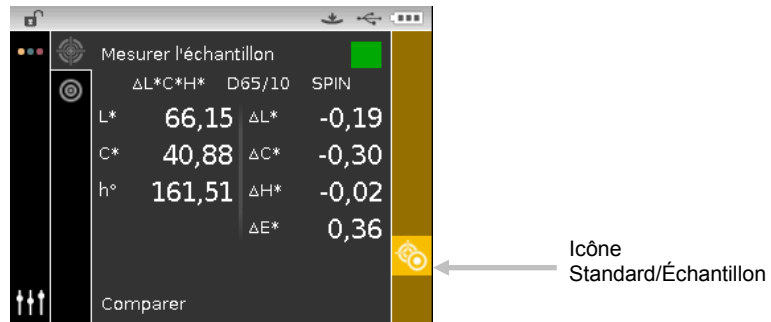 Mesurer l'échantillon
ΔL*C*H* D65/10 SPIN
L* 66,15 ΔL* -0,19
C* 40,88 ΔC* -0,30
h° 161,51 ΔH* -0,02
ΔE* 0,36
Comparer
Icône
Standard/Échantillon